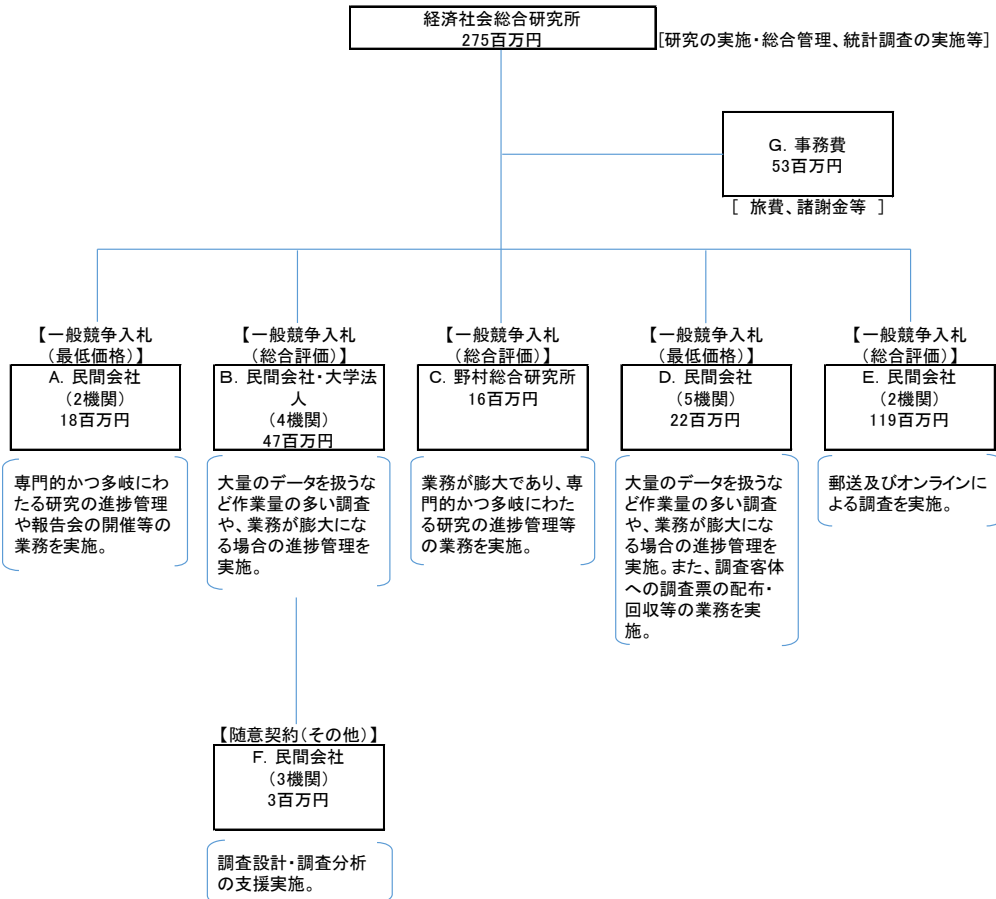 経済社会総合研究所
275百万円
[研究の実施・総合管理、統計調査の実施等]
G．事務費
53百万円
［ 旅費、諸謝金等 ］
【一般競争入札
（最低価格）】
A．民間会社
（2機関）
18百万円
専門的かつ多岐にわ
たる研究の進捗管理
や報告会の開催等の
業務を実施。
【一般競争入札
（総合評価）】
B．民間会社・大学法
人
（4機関）
47百万円
大量のデータを扱うな
ど作業量の多い調査
や、業務が膨大にな
る場合の進捗管理を
実施。
【一般競争入札
（総合評価）】
C．野村総合研究所
16百万円
業務が膨大であり、専
門的かつ多岐にわた
る研究の進捗管理等
の業務を実施。
【一般競争入札
（最低価格）】
D．民間会社
（5機関）
22百万円
大量のデータを扱うな
ど作業量の多い調査
や、業務が膨大にな
る場合の進捗管理を
実施。また、調査客体
への調査票の配布・
回収等の業務を実
施。
【一般競争入札
（総合評価）】
E．民間会社
（2機関）
119百万円
郵送及びオンラインに
よる調査を実施。
【随意契約（その他）】
F．民間会社
（3機関）
3百万円
調査設計・調査分析
の支援実施。